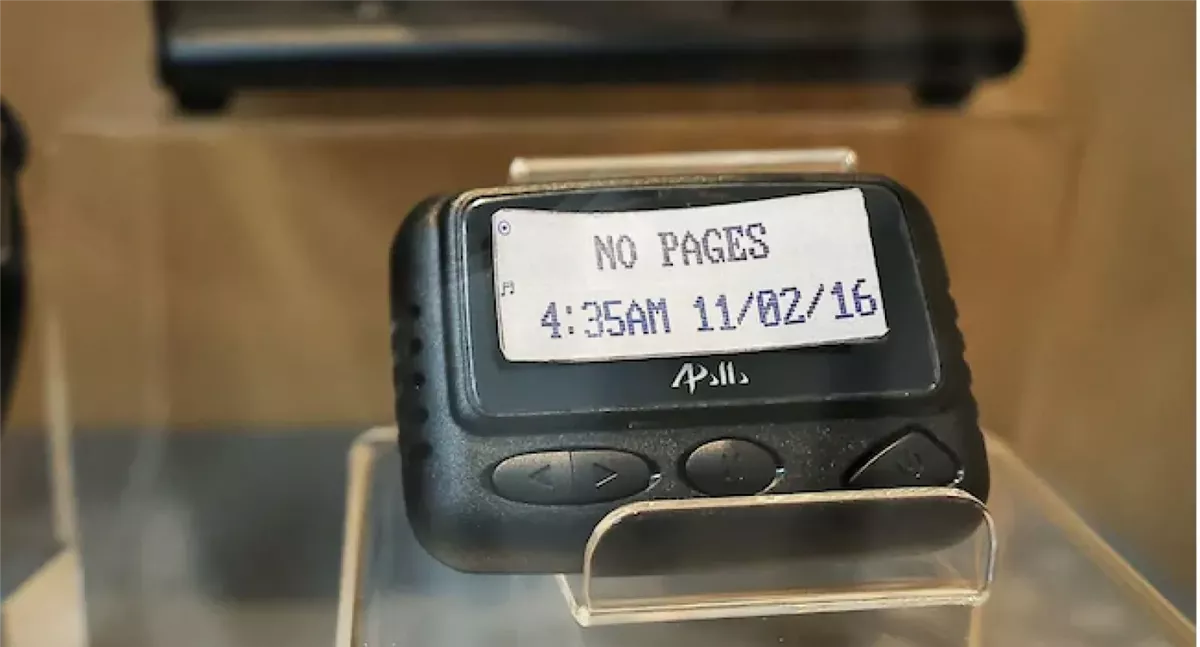 NO PAGES
4:35AM 11/02/16
Apollo